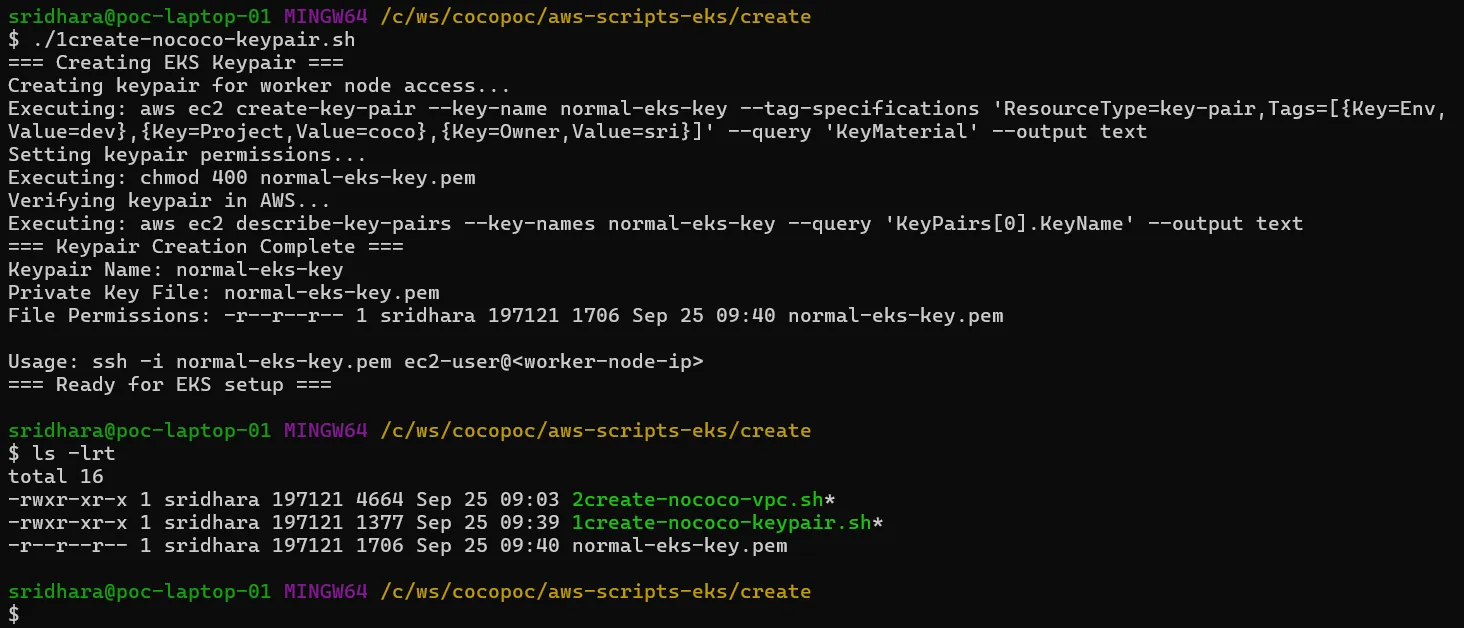 sridhara@poc-laptop-01 MINGW64 /c/ws/cocopoc/aws-scripts-eks/create
$ ./1create-nococo-keypair.sh
=== Creating EKS Keypair ===
Creating keypair for worker node access...
Executing: aws ec2 create-key-pair --key-name normal-eks-key --tag-specifications 'ResourceType=key-pair,Tags=[{Key=Env,
Value=dev},{Key=Project,Value=coco},{Key=Owner,Value=sri}]' --query 'KeyMaterial' --output text
Setting keypair permissions...
Executing: chmod 400 normal-eks-key.pem
Verifying keypair in AWS...
Executing: aws ec2 describe-key-pairs --key-names normal-eks-key --query 'KeyPairs[0].KeyName' --output text
=== Keypair Creation Complete ===
Keypair Name: normal-eks-key
Private Key File: normal-eks-key.pem
File Permissions: -r--r--r-- 1 sridhara 197121 1706 Sep 25 09:40 normal-eks-key.pem

Usage: ssh -i normal-eks-key.pem ec2-user@<worker-node-ip>
=== Ready for EKS setup ===

sridhara@poc-laptop-01 MINGW64 /c/ws/cocopoc/aws-scripts-eks/create
$ ls -lrt
total 16
-rwxr-xr-x 1 sridhara 197121 4664 Sep 25 09:03 2create-nococo-vpc.sh*
-rwxr-xr-x 1 sridhara 197121 1377 Sep 25 09:39 1create-nococo-keypair.sh*
-r--r--r-- 1 sridhara 197121 1706 Sep 25 09:40 normal-eks-key.pem

sridhara@poc-laptop-01 MINGW64 /c/ws/cocopoc/aws-scripts-eks/create
$